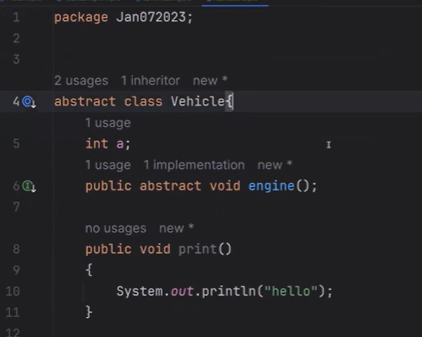 1 package Jan072023;
2
3
2 usages 1 inheritor new *
4 abstract class Vehicle{
1 usage
5 int a;
1 usage 1 implementation new *
6 public abstract void engine();
7
no usages new *
8 public void print()
9 {
10 System.out.println("hello");
11 }
12